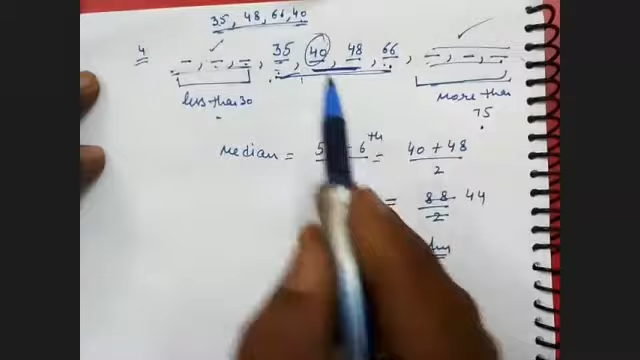 35, 48, 66, 40
4
_, _, _, 35, 40, 48, 66, _, _, _
less than 30
more than
75
Median = 5 6th = 40 + 48
2
= 88 44
2